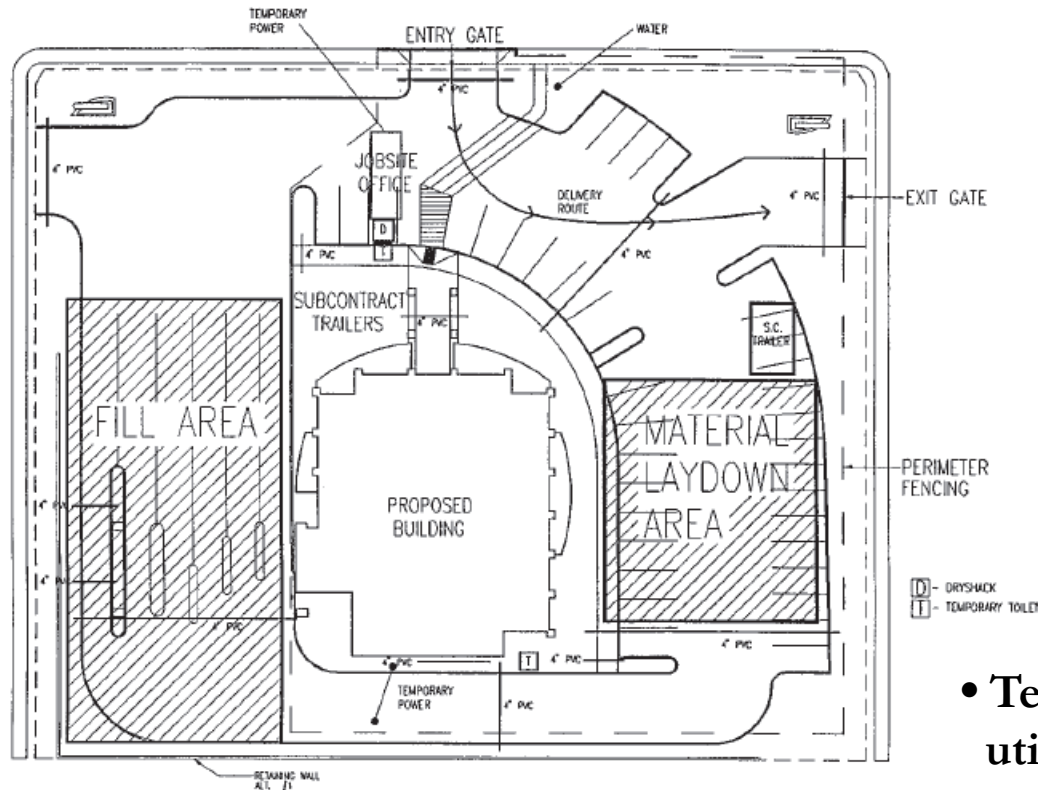 TEMPORARY
POWER
ENTRY GATE
WATER
4" PVC
4" PVC
JOBSITE
OFFICE
DELIVERY
ROUTE
4" PVC
EXIT GATE
D
T
4" PVC
4" PVC
SUBCONTRACT
TRAILERS
4" PVC
S.C.
TRAILER
FILL AREA
MATERIAL
LAYDOWN
AREA
PERIMETER
FENCING
PROPOSED
BUILDING
4"
4"
D - DRYSHACK
T - TEMPORARY TOILET
4" PVC
4" PVC
4" PVC
T
4" PVC
TEMPORARY
POWER
4" PVC
RETAINING WALL
ALT.
• Te
uti